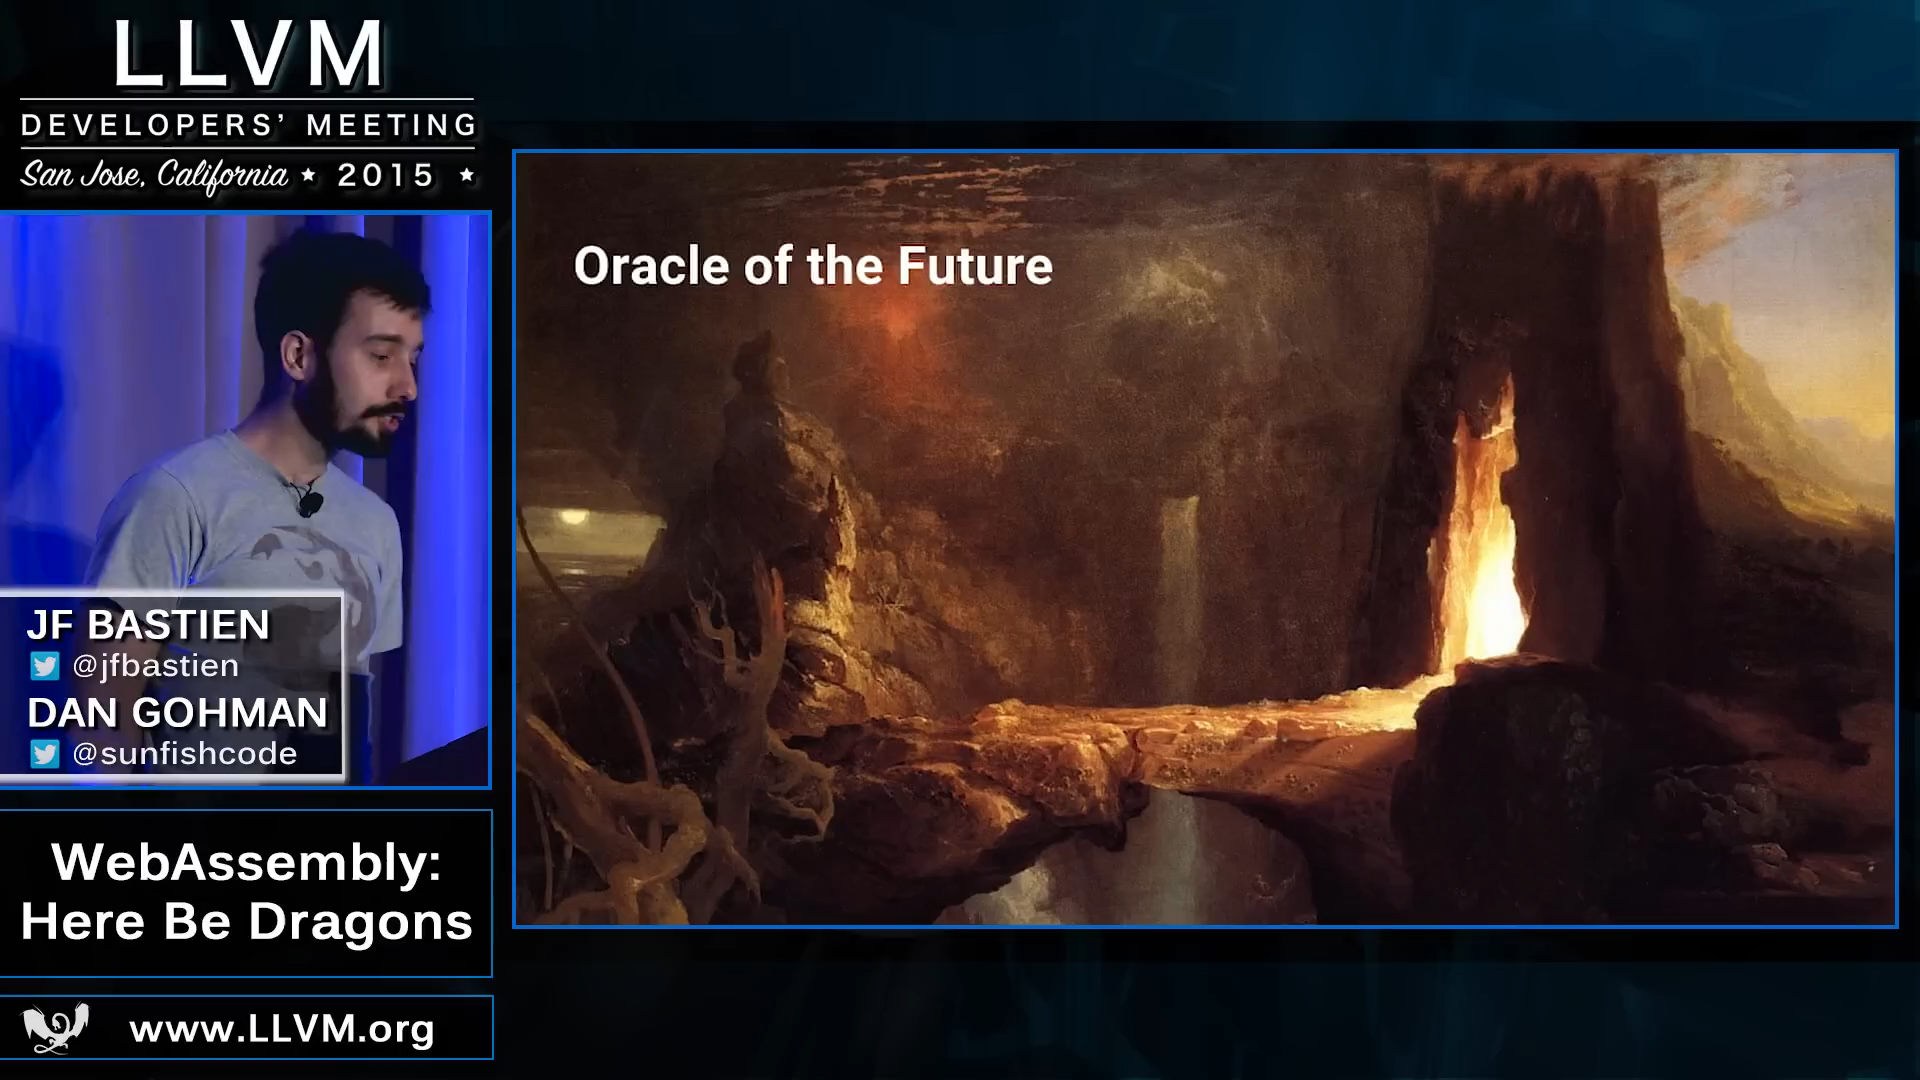 LLVM
DEVELOPERS' MEETING
San Jose, California ★ 2015 ★
Oracle of the Future
JF BASTIEN
@jfbastien
DAN GOHMAN
@sunfishcode
WebAssembly:
Here Be Dragons
www.LLVM.org